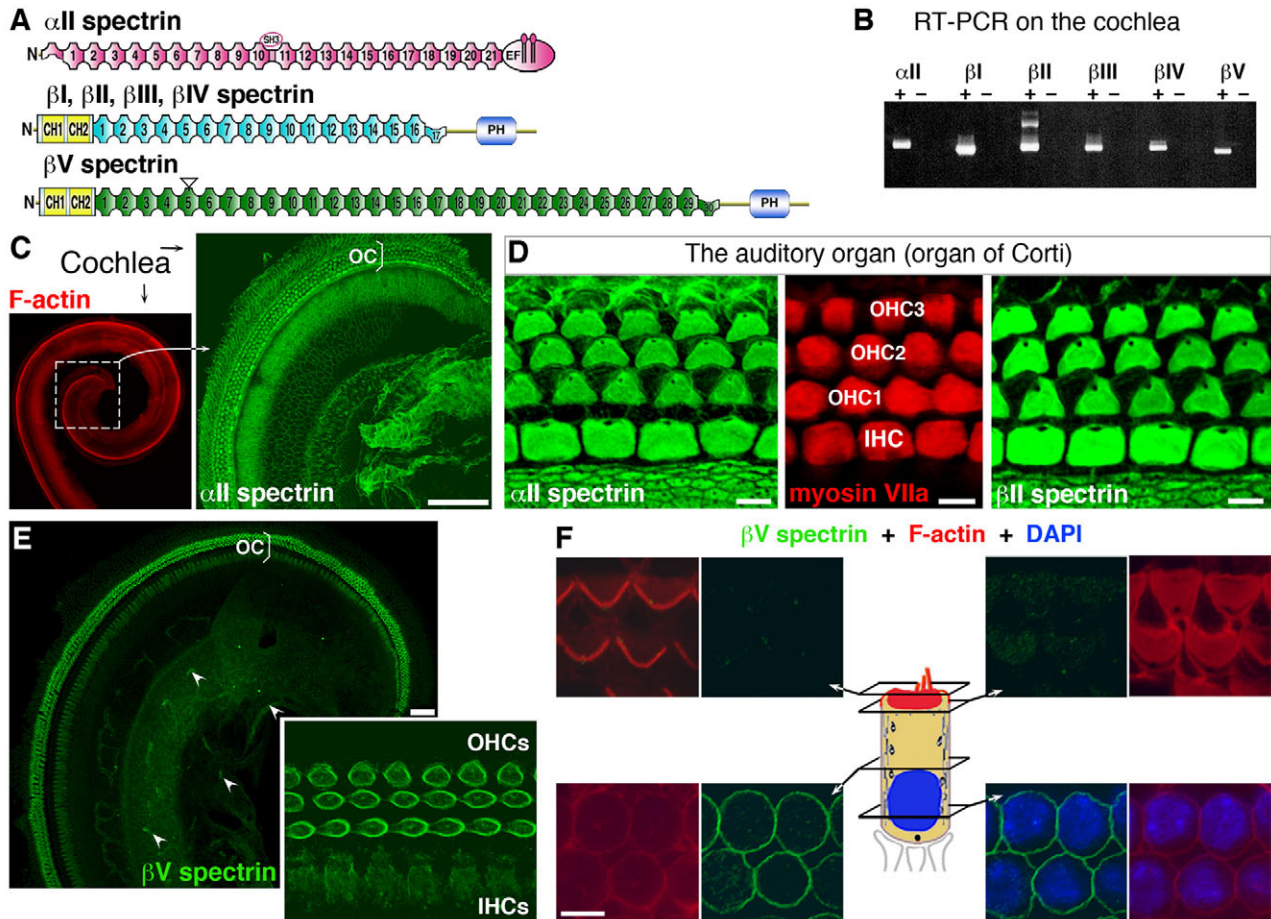 A
αII spectrin
SH3
N 1 2 3 4 5 6 7 8 9 10 11 12 13 14 15 16 17 18 19 20 21 EF
βI, βII, βIII, βIV spectrin
N CH1 CH2 1 2 3 4 5 6 7 8 9 10 11 12 13 14 15 16 17 PH
βV spectrin
N CH1 CH2 1 2 3 4 5 6 7 8 9 10 11 12 13 14 15 16 17 18 19 20 21 22 23 24 25 26 27 28 29 30 PH
B
RT-PCR on the cochlea
αII βI βII βIII βIV βV
+ − + − + − + − + − + −
C
Cochlea
F-actin
OC
αII spectrin
D
The auditory organ (organ of Corti)
αII spectrin
OHC3
OHC2
OHC1
IHC
myosin VIIa
βII spectrin
E
OC
βV spectrin
OHCs
IHCs
F
βV spectrin + F-actin + DAPI